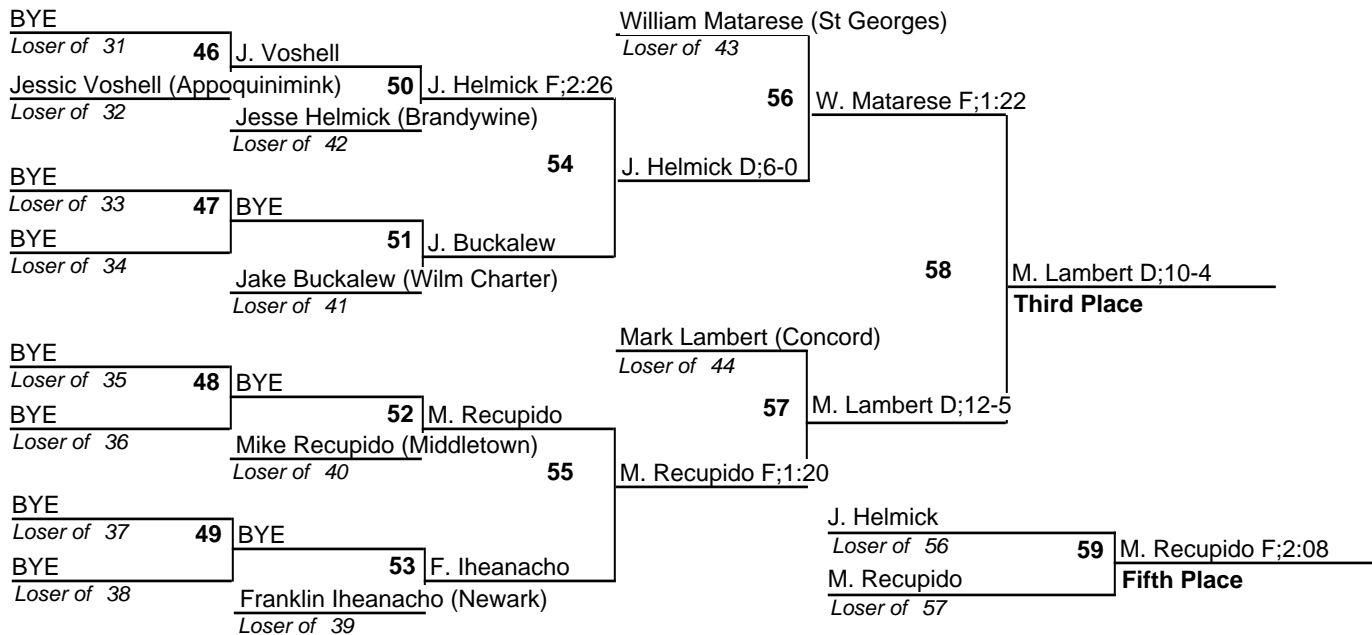 BYE
Loser of 31
46
J. Voshell
Jessic Voshell (Appoquinimink)
Loser of 32
50
J. Helmick F;2:26
Jesse Helmick (Brandywine)
Loser of 42
54
J. Helmick D;6-0
BYE
Loser of 33
47
BYE
BYE
Loser of 34
51
J. Buckalew
Jake Buckalew (Wilm Charter)
Loser of 41
William Matarese (St Georges)
Loser of 43
56
W. Matarese F;1:22
58
M. Lambert D;10-4
Third Place
BYE
Loser of 35
48
BYE
BYE
Loser of 36
52
M. Recupido
Mike Recupido (Middletown)
Loser of 40
55
M. Recupido F;1:20
BYE
Loser of 37
49
BYE
BYE
Loser of 38
53
F. Iheanacho
Franklin Iheanacho (Newark)
Loser of 39
Mark Lambert (Concord)
Loser of 44
57
M. Lambert D;12-5
J. Helmick
Loser of 56
59
M. Recupido F;2:08
Fifth Place
M. Recupido
Loser of 57